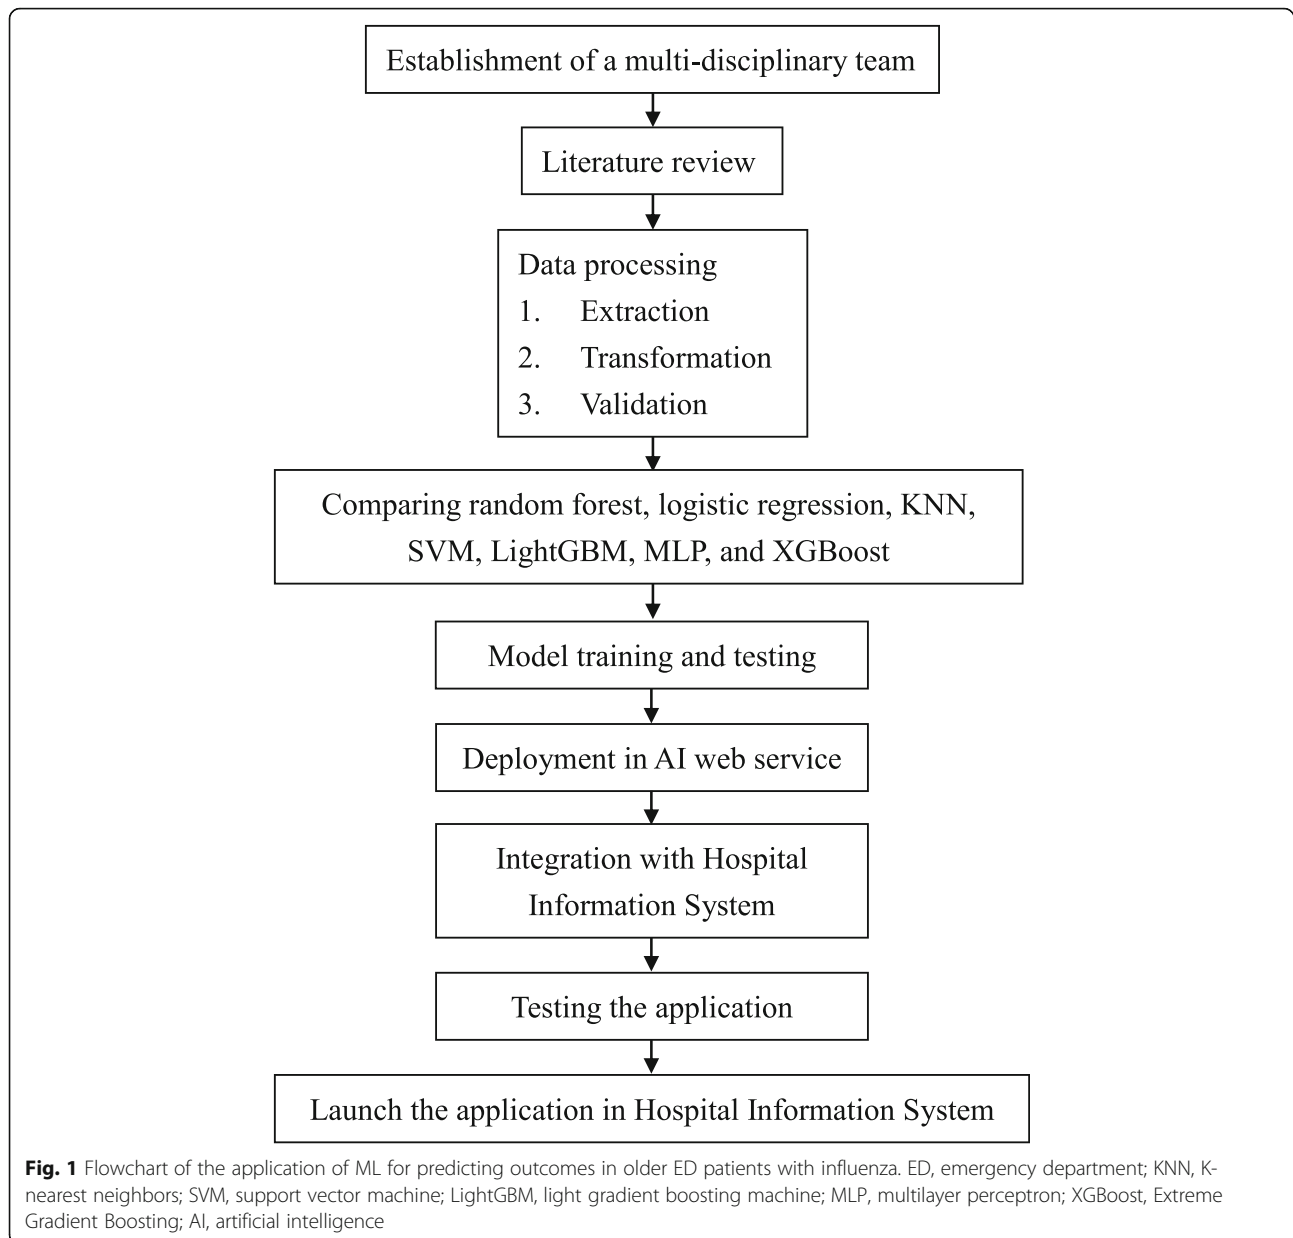 Establishment of a multi-disciplinary team
Literature review
Data processing
1. Extraction
2. Transformation
3. Validation
Comparing random forest, logistic regression, KNN,
SVM, LightGBM, MLP, and XGBoost
Model training and testing
Deployment in AI web service
Integration with Hospital
Information System
Testing the application
Launch the application in Hospital Information System
Fig. 1 Flowchart of the application of ML for predicting outcomes in older ED patients with influenza. ED, emergency department; KNN, K-
nearest neighbors; SVM, support vector machine; LightGBM, light gradient boosting machine; MLP, multilayer perceptron; XGBoost, Extreme
Gradient Boosting; AI, artificial intelligence